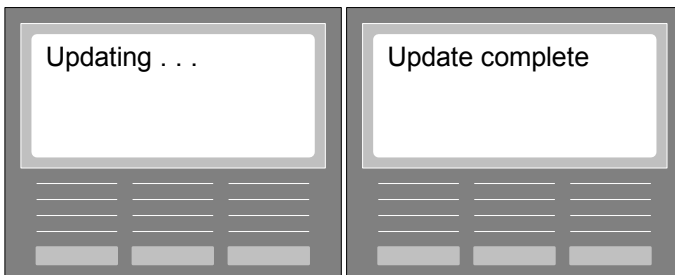 Updating . . .
Update complete